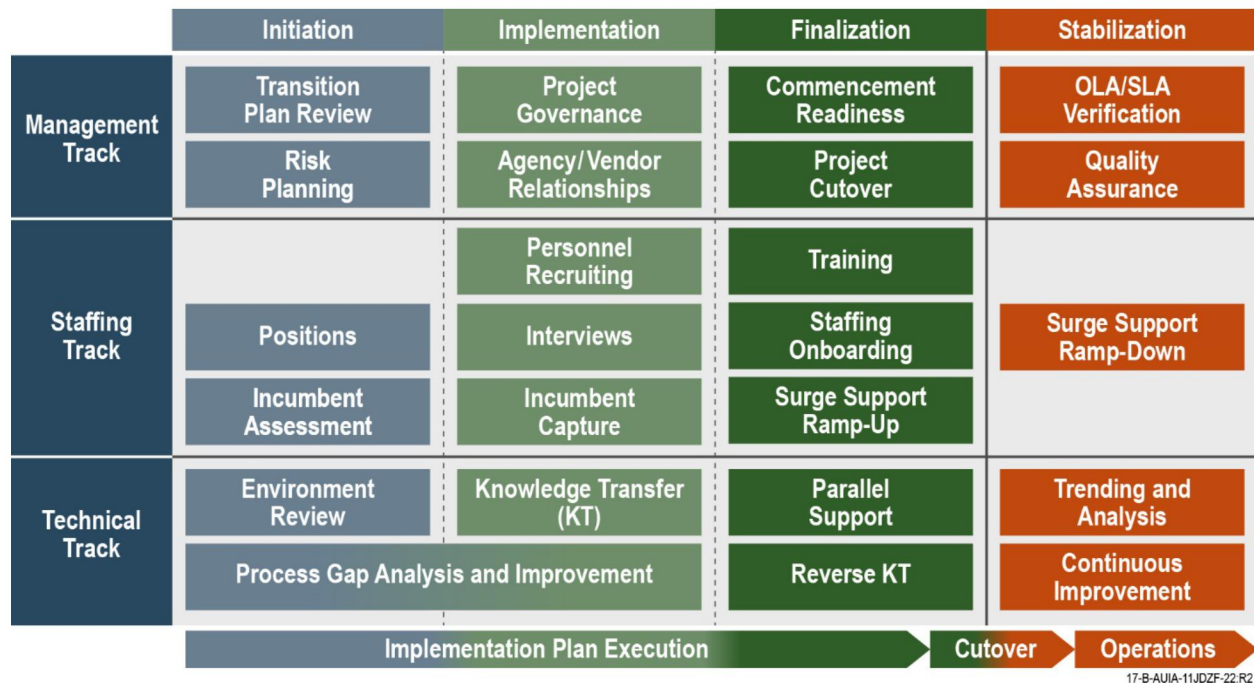 Initiation
Implementation
Finalization
Stabilization
Management
Track
Transition
Plan Review
Project
Governance
Commencement
Readiness
OLA/SLA
Verification
Risk
Planning
Agency/Vendor
Relationships
Project
Cutover
Quality
Assurance
Staffing
Track
Personnel
Recruiting
Training
Positions
Interviews
Staffing
Onboarding
Surge Support
Ramp-Down
Incumbent
Assessment
Incumbent
Capture
Surge Support
Ramp-Up
Technical
Track
Environment
Review
Knowledge Transfer
(KT)
Parallel
Support
Trending and
Analysis
Process Gap Analysis and Improvement
Reverse KT
Continuous
Improvement
Implementation Plan Execution
Cutover
Operations
17-B-AUIA-11JDZF-22:R2